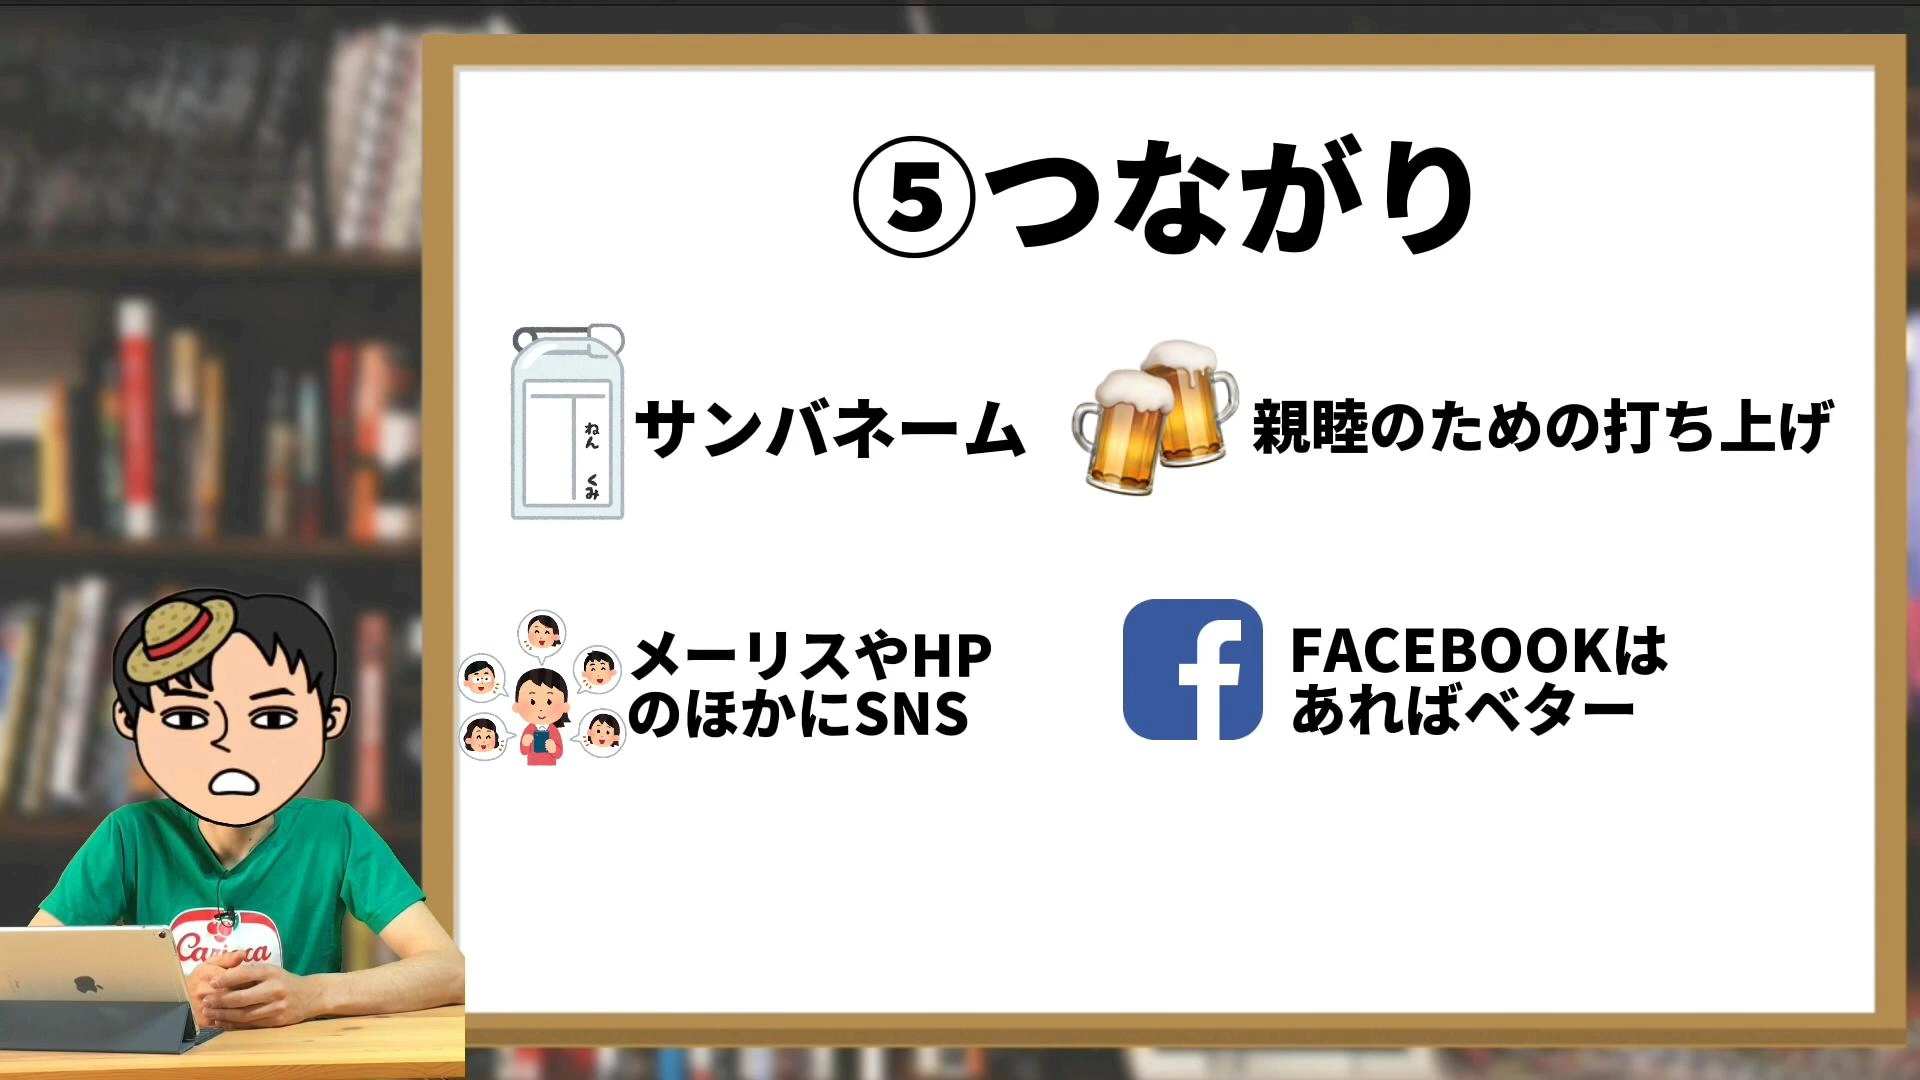 ⑤つながり
ねん
くみ
サンバネーム
親睦のための打ち上げ
メーリスやHP
のほかにSNS
FACEBOOKは
あればベター